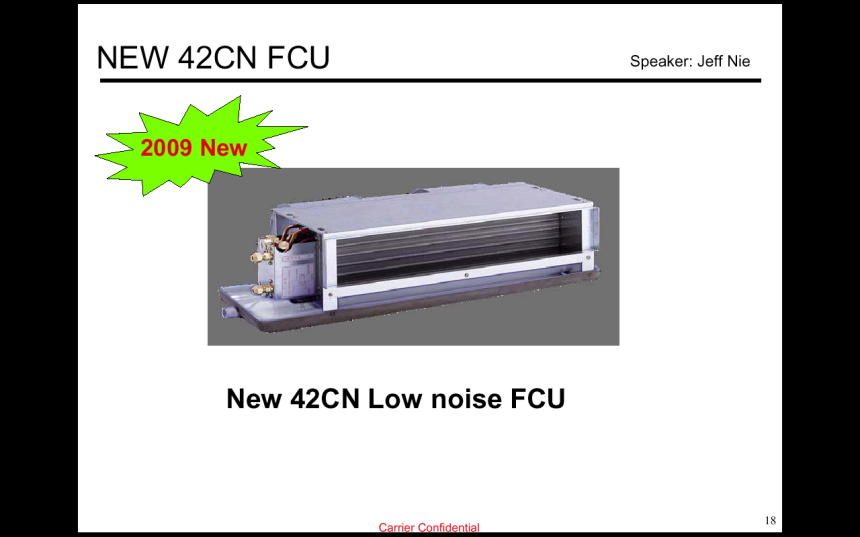 NEW 42CN FCU
Speaker: Jeff Nie
2009 New
New 42CN Low noise FCU
Carrier Confidential
18